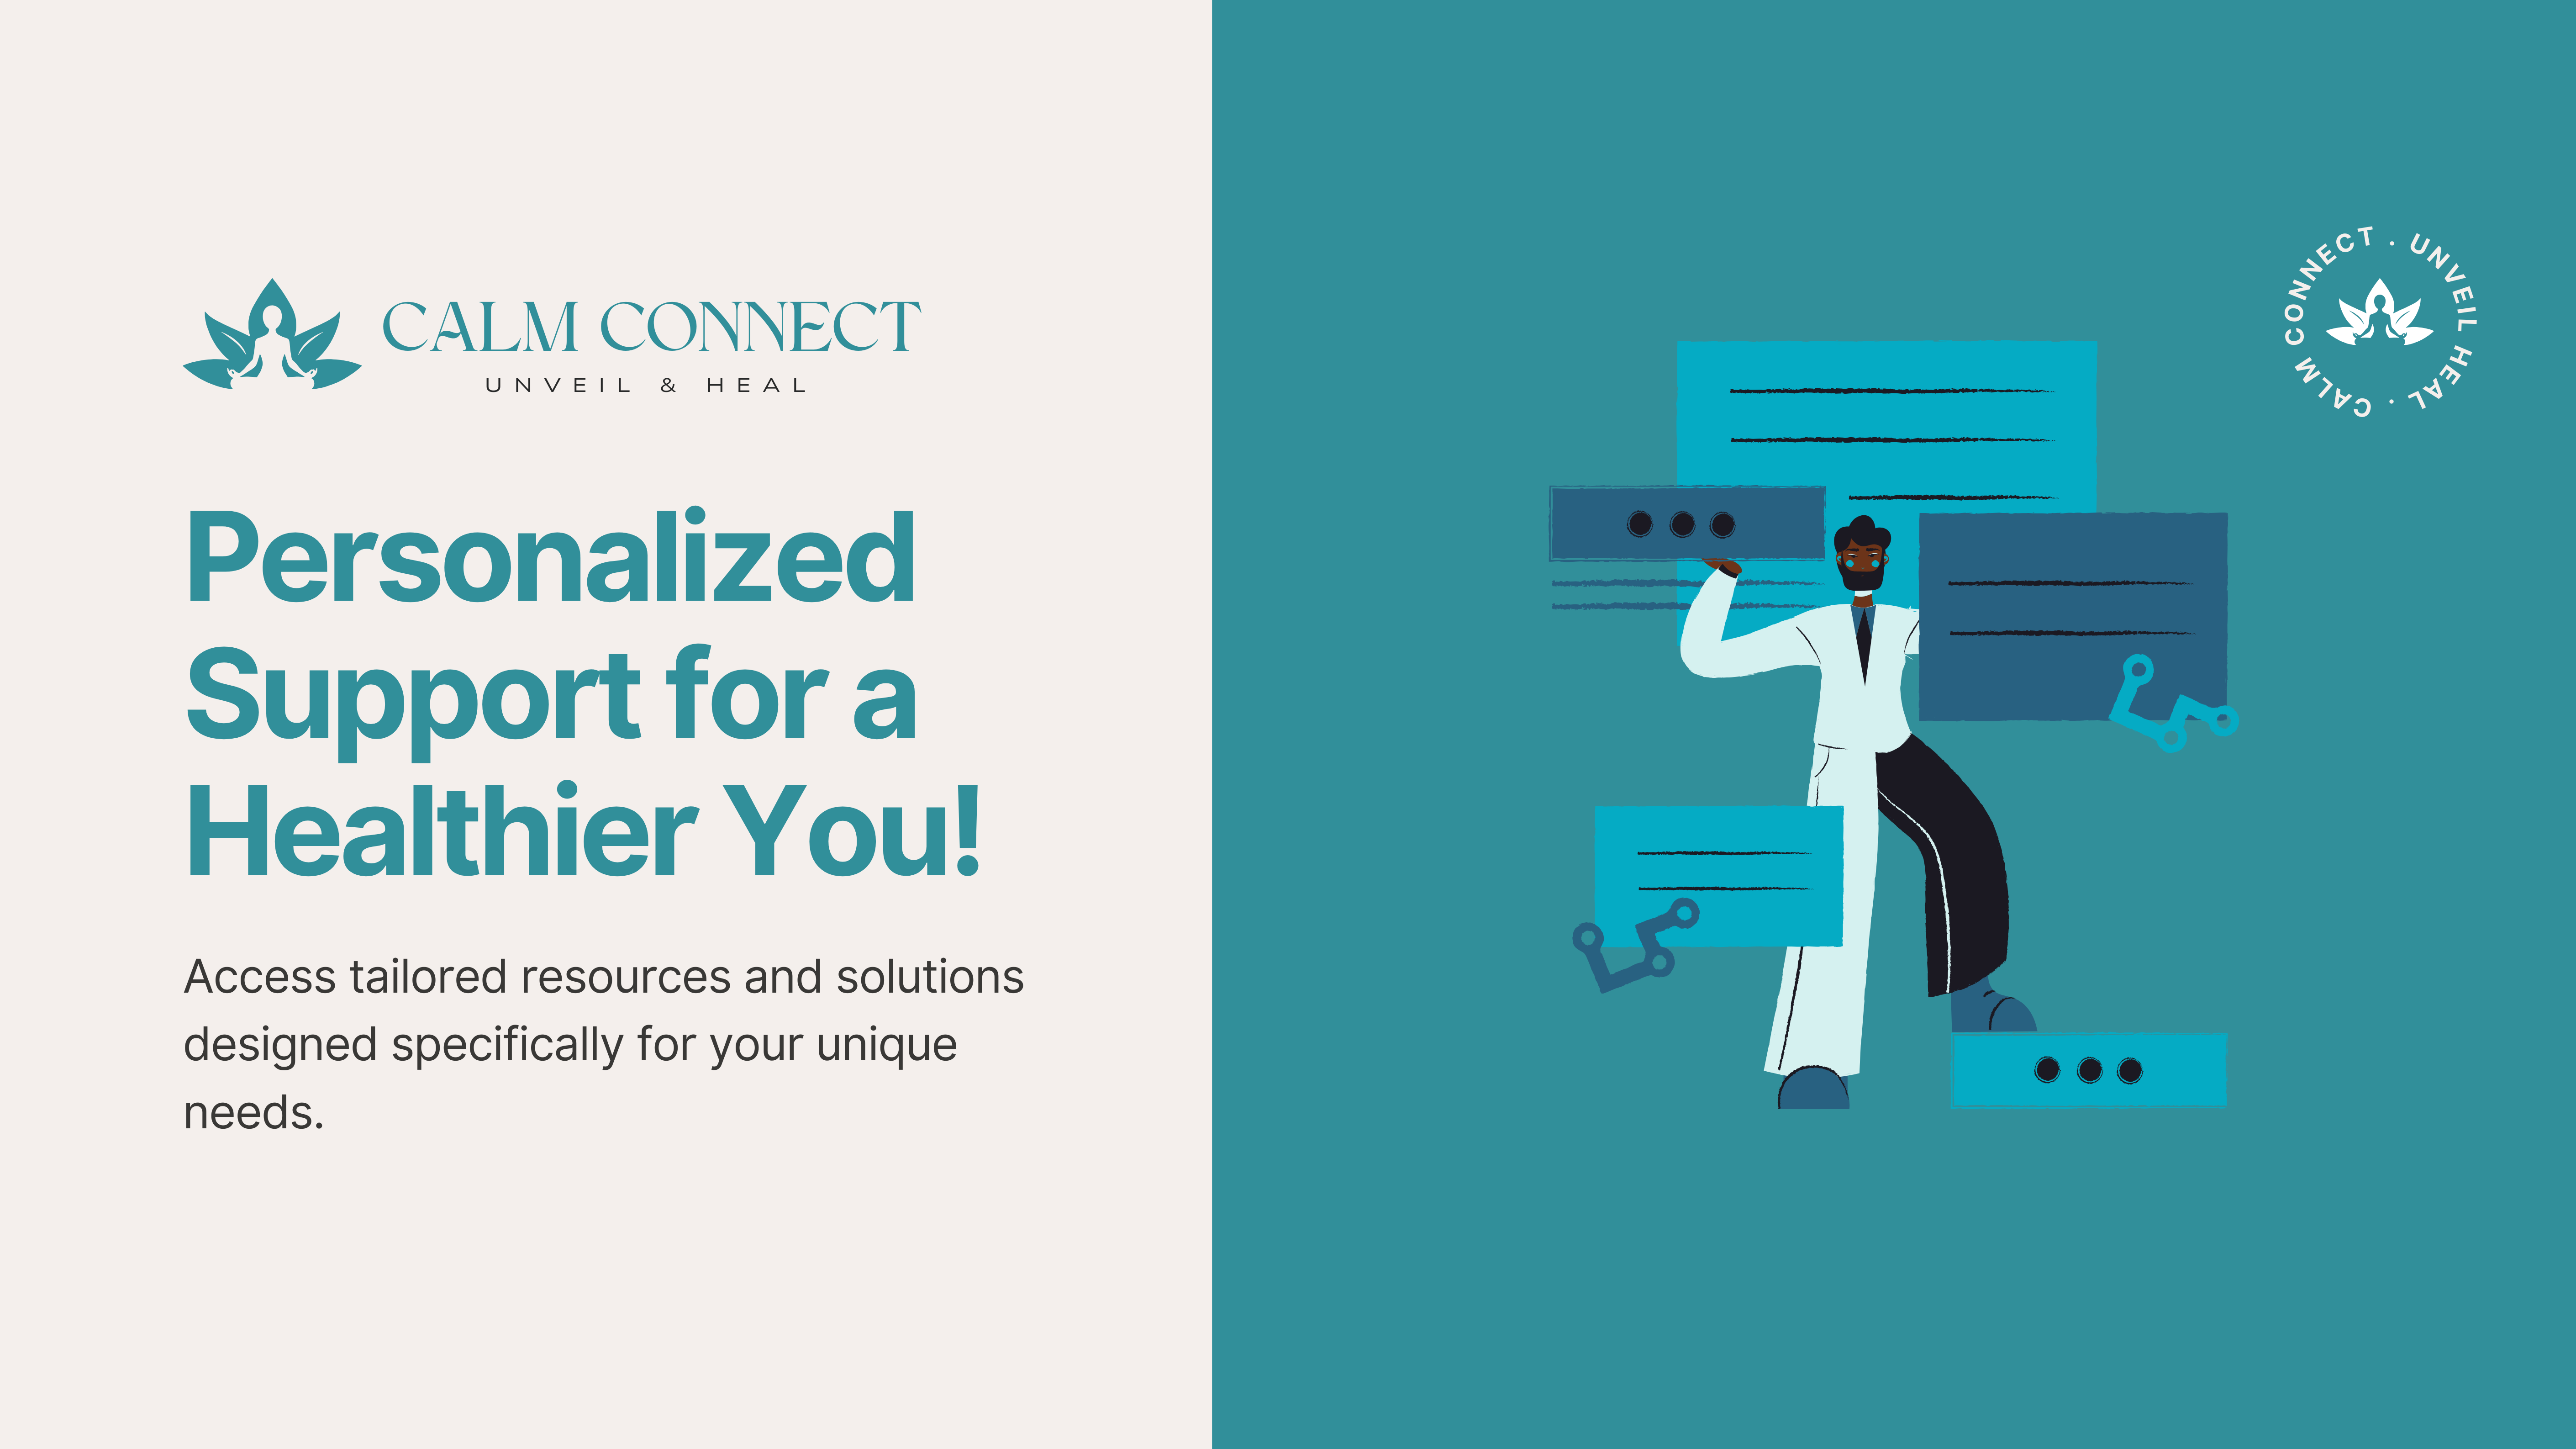 CALM CONNECT
UNVEIL & HEAL
Personalized
Support for a
Healthier You!
Access tailored resources and solutions
designed specifically for your unique
needs.
CALM CONNECT . UNVEIL HEAL .